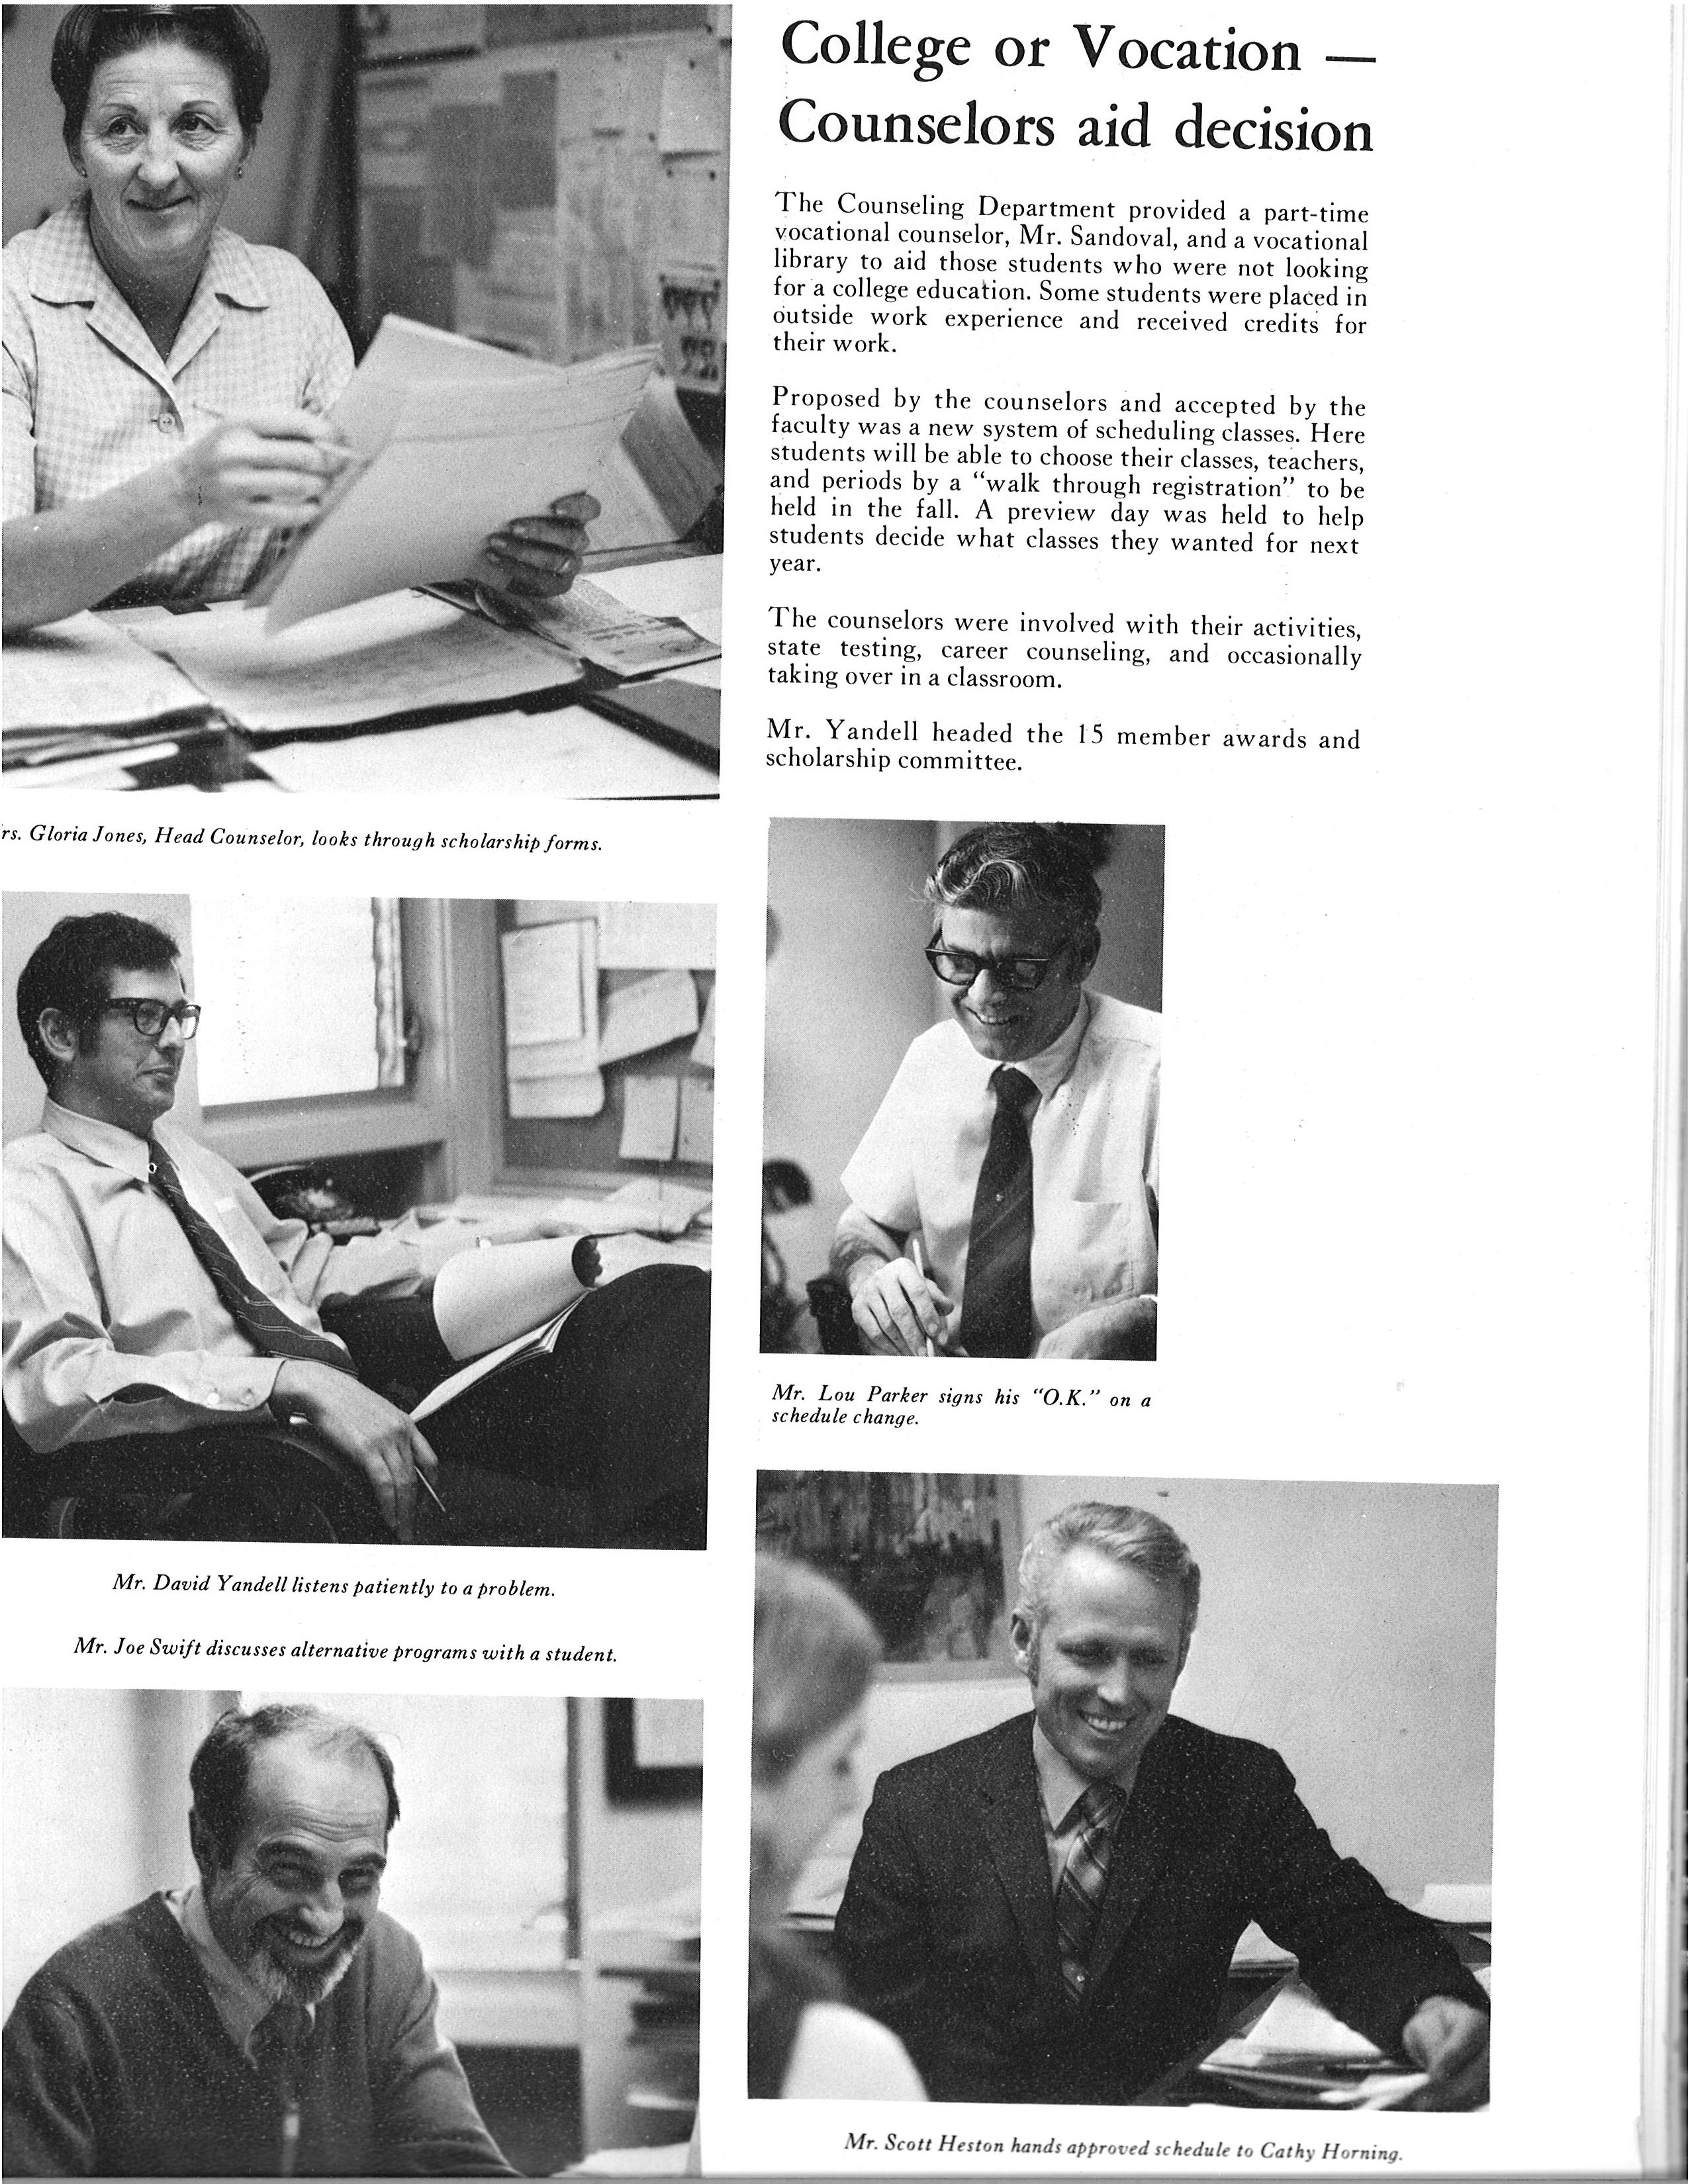 College or Vocation —
Counselors aid decision
The Counseling Department provided a part-time
vocational counselor, Mr. Sandoval, and a vocational
library to aid those students who were not looking
for a college education. Some students were placed in
outside work experience and received credits for
their work.
Proposed by the counselors and accepted by the
faculty was a new system of scheduling classes. Here
students will be able to choose their classes, teachers,
and periods by a “walk through registration” to be
held in the fall. A preview day was held to help
students decide what classes they wanted for next
year.
The counselors were involved with their activities,
state testing, career counseling, and occasionally
taking over in a classroom.
Mr. Yandell headed the 15 member awards and
scholarship committee.
rs. Gloria Jones, Head Counselor, looks through scholarship forms.
Mr. Lou Parker signs his “O.K.” on a
schedule change.
Mr. David Yandell listens patiently to a problem.
Mr. Joe Swift discusses alternative programs with a student.
Mr. Scott Heston hands approved schedule to Cathy Horning.